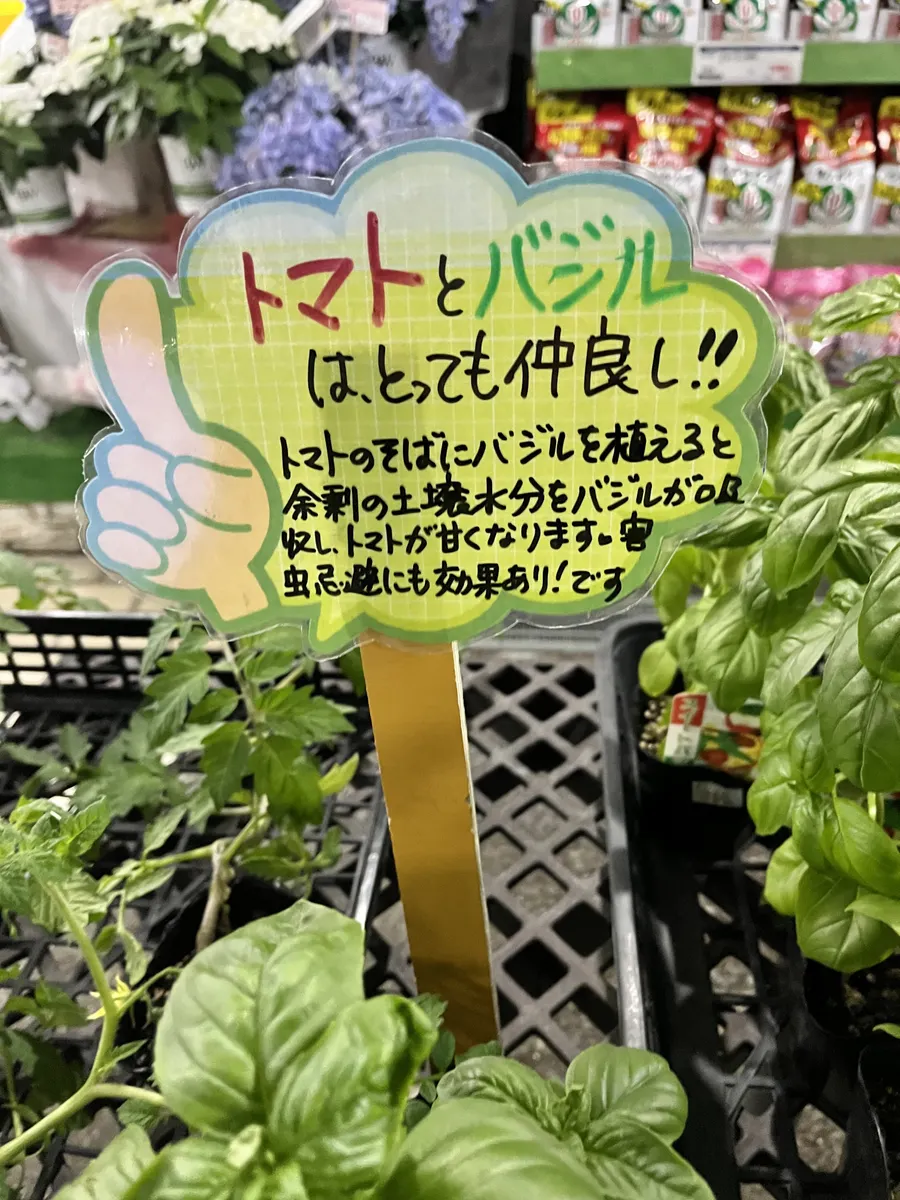 トマトとバジル
は、とっても仲良し!!
トマトのそばにバジルを植えると
余剰の土壌水分をバジルが吸
収し、トマトが甘くなります。害
虫忌避にも効果あり!です